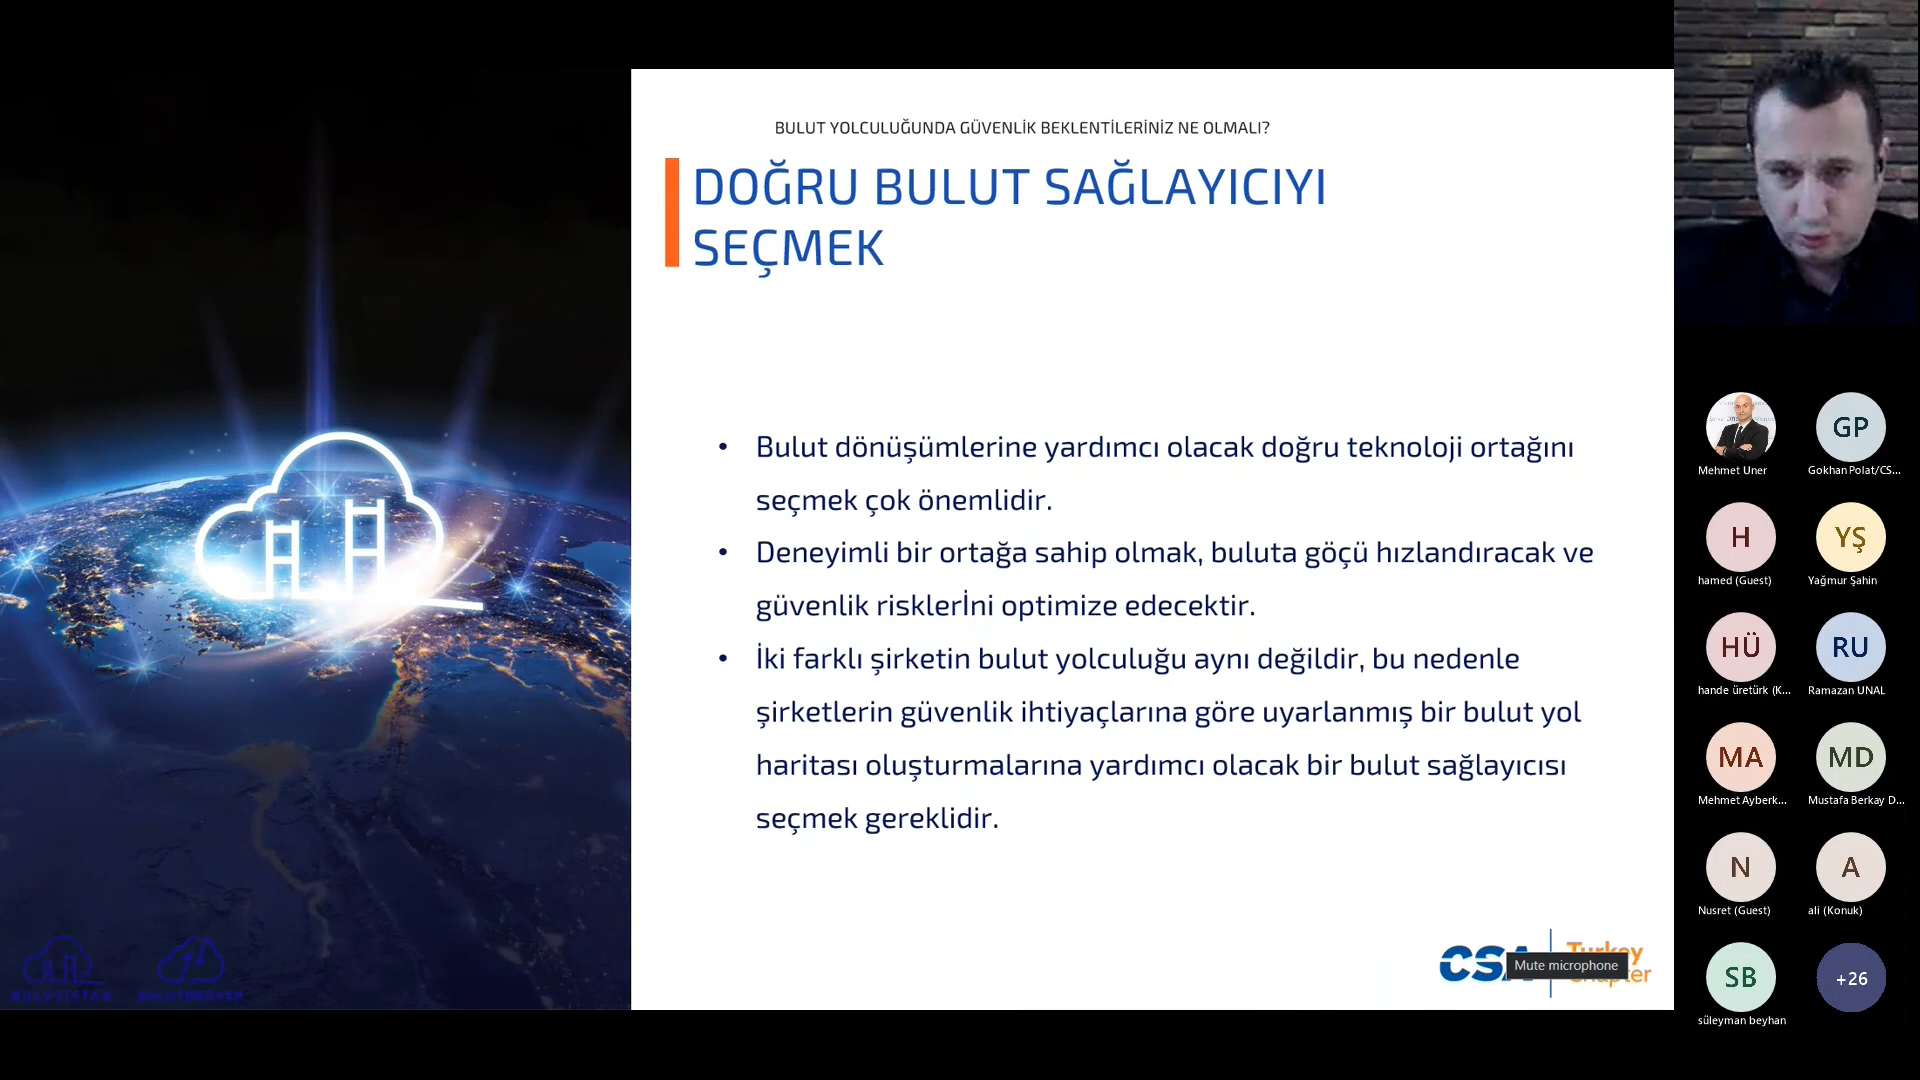 BULUT YOLCULUĞUNDA GÜVENLİK BEKLENTİLERİNİZ NE OLMALI?
DOĞRU BULUT SAĞLAYICIYI
SEÇMEK
• Bulut dönüşümlerine yardımcı olacak doğru teknoloji ortağını
seçmek çok önemlidir.
• Deneyimli bir ortağa sahip olmak, buluta göçü hızlandıracak ve
güvenlik risklerİni optimize edecektir.
• İki farklı şirketin bulut yolculuğu aynı değildir, bu nedenle
şirketlerin güvenlik ihtiyaçlarına göre uyarlanmış bir bulut yol
haritası oluşturmalarına yardımcı olacak bir bulut sağlayıcısı
seçmek gereklidir.
BULUTISTAN BULUTBROKER
CSA Turkey
Chapter
Mute microphone
Mehmet Uner
GP
Gokhan Polat/CS...
H
hamed (Guest)
YŞ
Yağmur Şahin
HÜ
hande üretürk (K...
RU
Ramazan UNAL
MA
Mehmet Ayberk...
MD
Mustafa Berkay D...
N
Nusret (Guest)
A
ali (Konuk)
SB
süleyman beyhan
+26